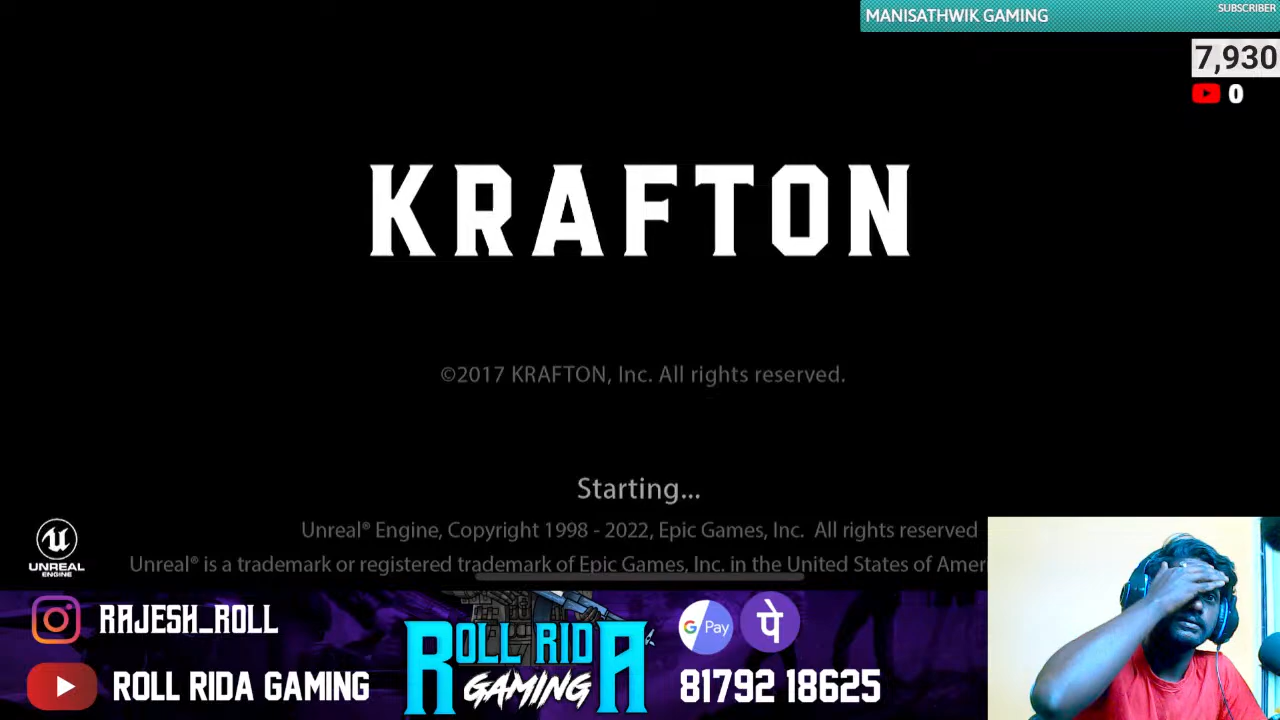 MANISATHWIK GAMING
SUBSCRIBER
7,930
0
KRAFTON
©2017 KRAFTON, Inc. All rights reserved.
Starting...
Unreal® Engine, Copyright 1998 - 2022, Epic Games, Inc. All rights reserved
Unreal® is a trademark or registered trademark of Epic Games, Inc. in the United States of Ameri
UNREAL
ENGINE
RAJESH_ROLL
ROLL RIDA GAMING
ROLL RIDA
GAMING
G Pay
पे
81792 18625